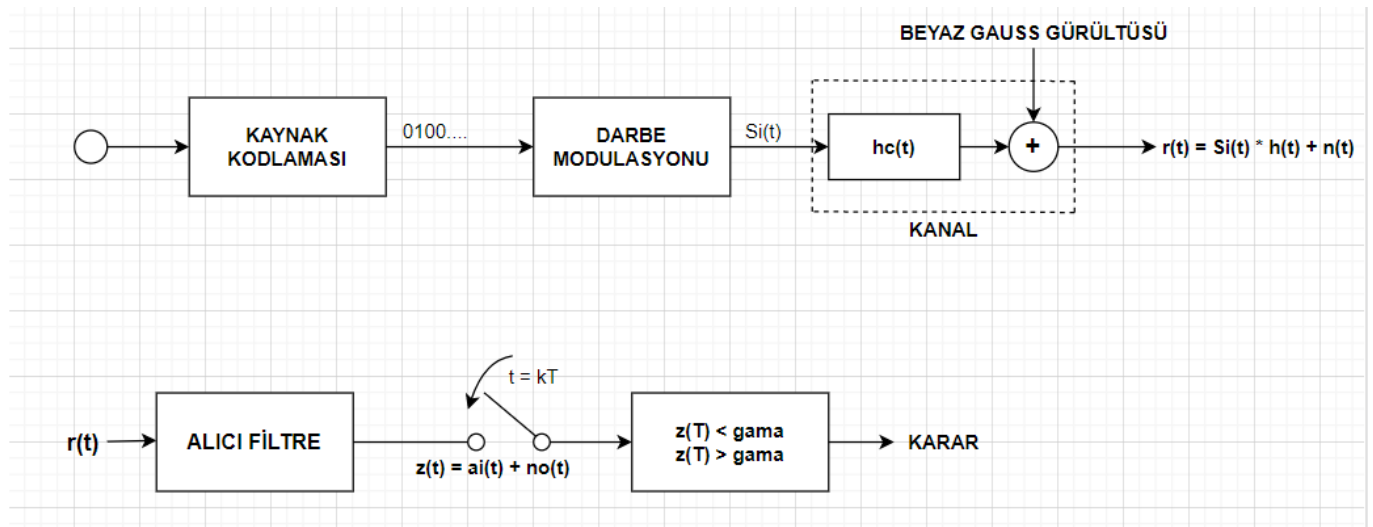 BEYAZ GAUSS GÜRÜLTÜSÜ
KAYNAK
KODLAMASI
0100....
DARBE
MODULASYONU
Si(t)
hc(t)
+
r(t) = Si(t) * h(t) + n(t)
KANAL
r(t)
ALICI FİLTRE
t = kT
z(t) = ai(t) + no(t)
z(T) < gama
z(T) > gama
KARAR